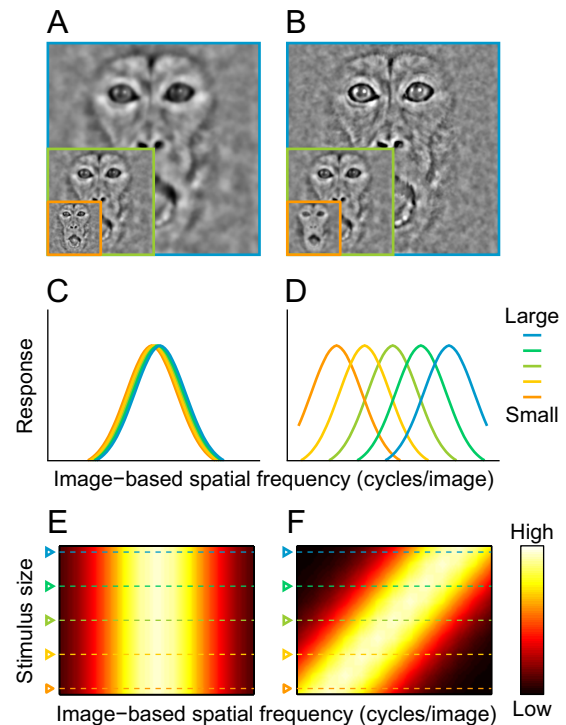 A
B
C
D
Large
Small
Response
Image−based spatial frequency (cycles/image)
E
F
High
Low
Stimulus size
Image−based spatial frequency (cycles/image)